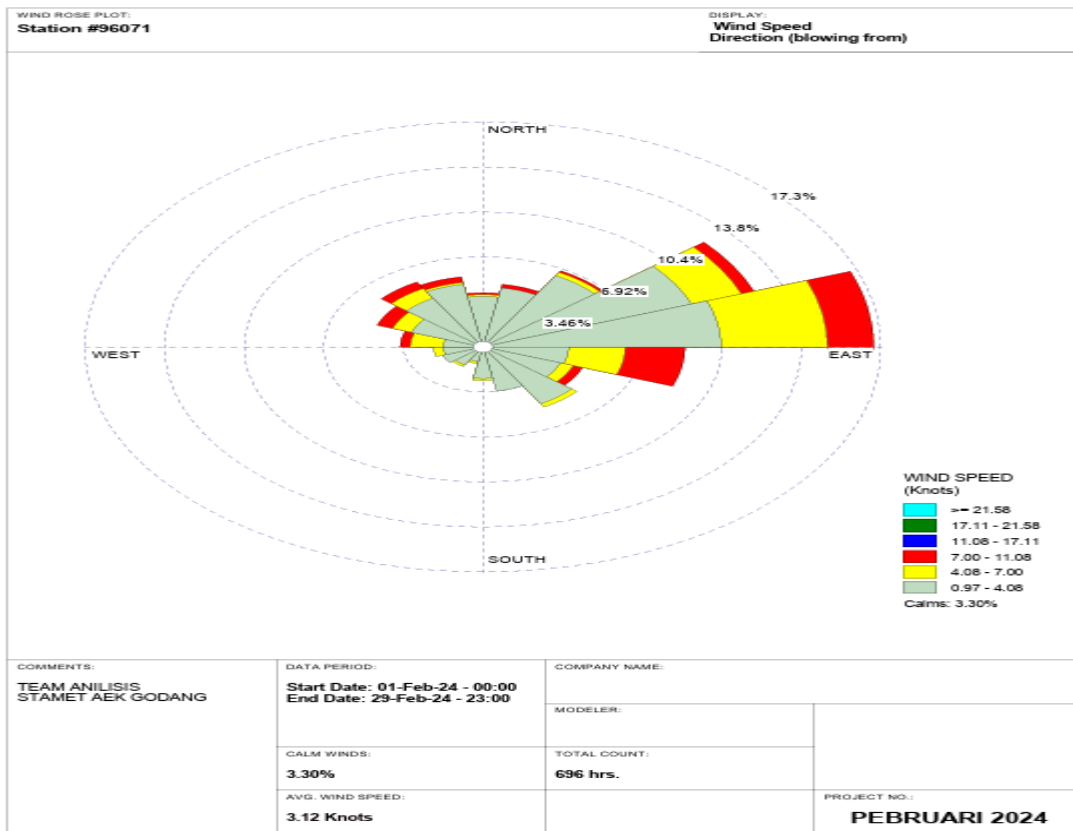 WIND ROSE PLOT:
Station #96071
DISPLAY:
Wind Speed
Direction (blowing from)
NORTH
17.3%
13.8%
10.4%
6.92%
3.46%
WEST
EAST
SOUTH
WIND SPEED
(Knots)
>= 21.58
17.11 - 21.58
11.08 - 17.11
7.00 - 11.08
4.08 - 7.00
0.97 - 4.08
Calms: 3.30%
COMMENTS:
TEAM ANILISIS
STAMET AEK GODANG
DATA PERIOD:
Start Date: 01-Feb-24 - 00:00
End Date: 29-Feb-24 - 23:00
COMPANY NAME:
MODELER:
CALM WINDS:
3.30%
TOTAL COUNT:
696 hrs.
AVG. WIND SPEED:
3.12 Knots
PROJECT NO.:
PEBRUARI 2024